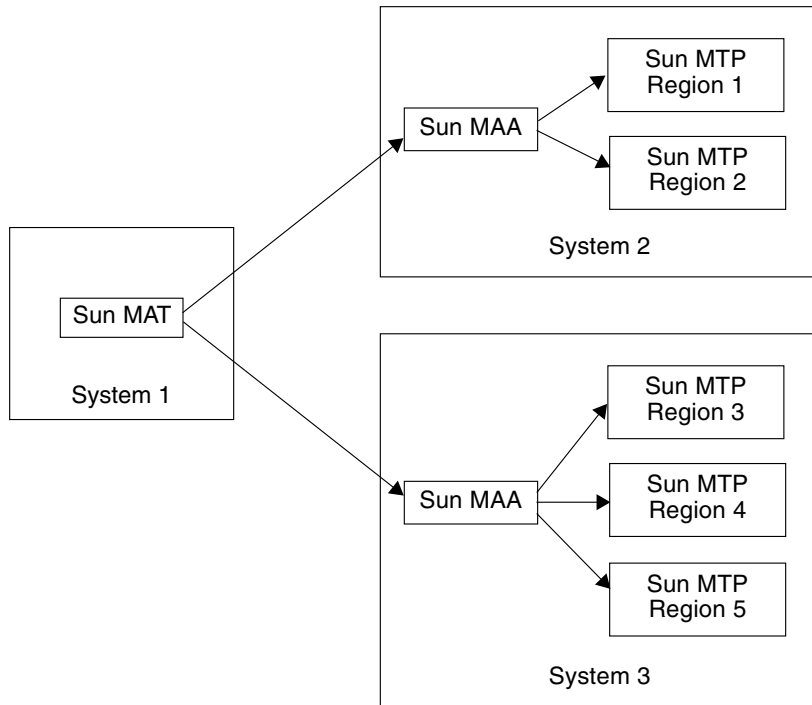 Sun MAT
System 1
Sun MAA
Sun MTP
Region 1
Sun MTP
Region 2
System 2
Sun MAA
Sun MTP
Region 3
Sun MTP
Region 4
Sun MTP
Region 5
System 3